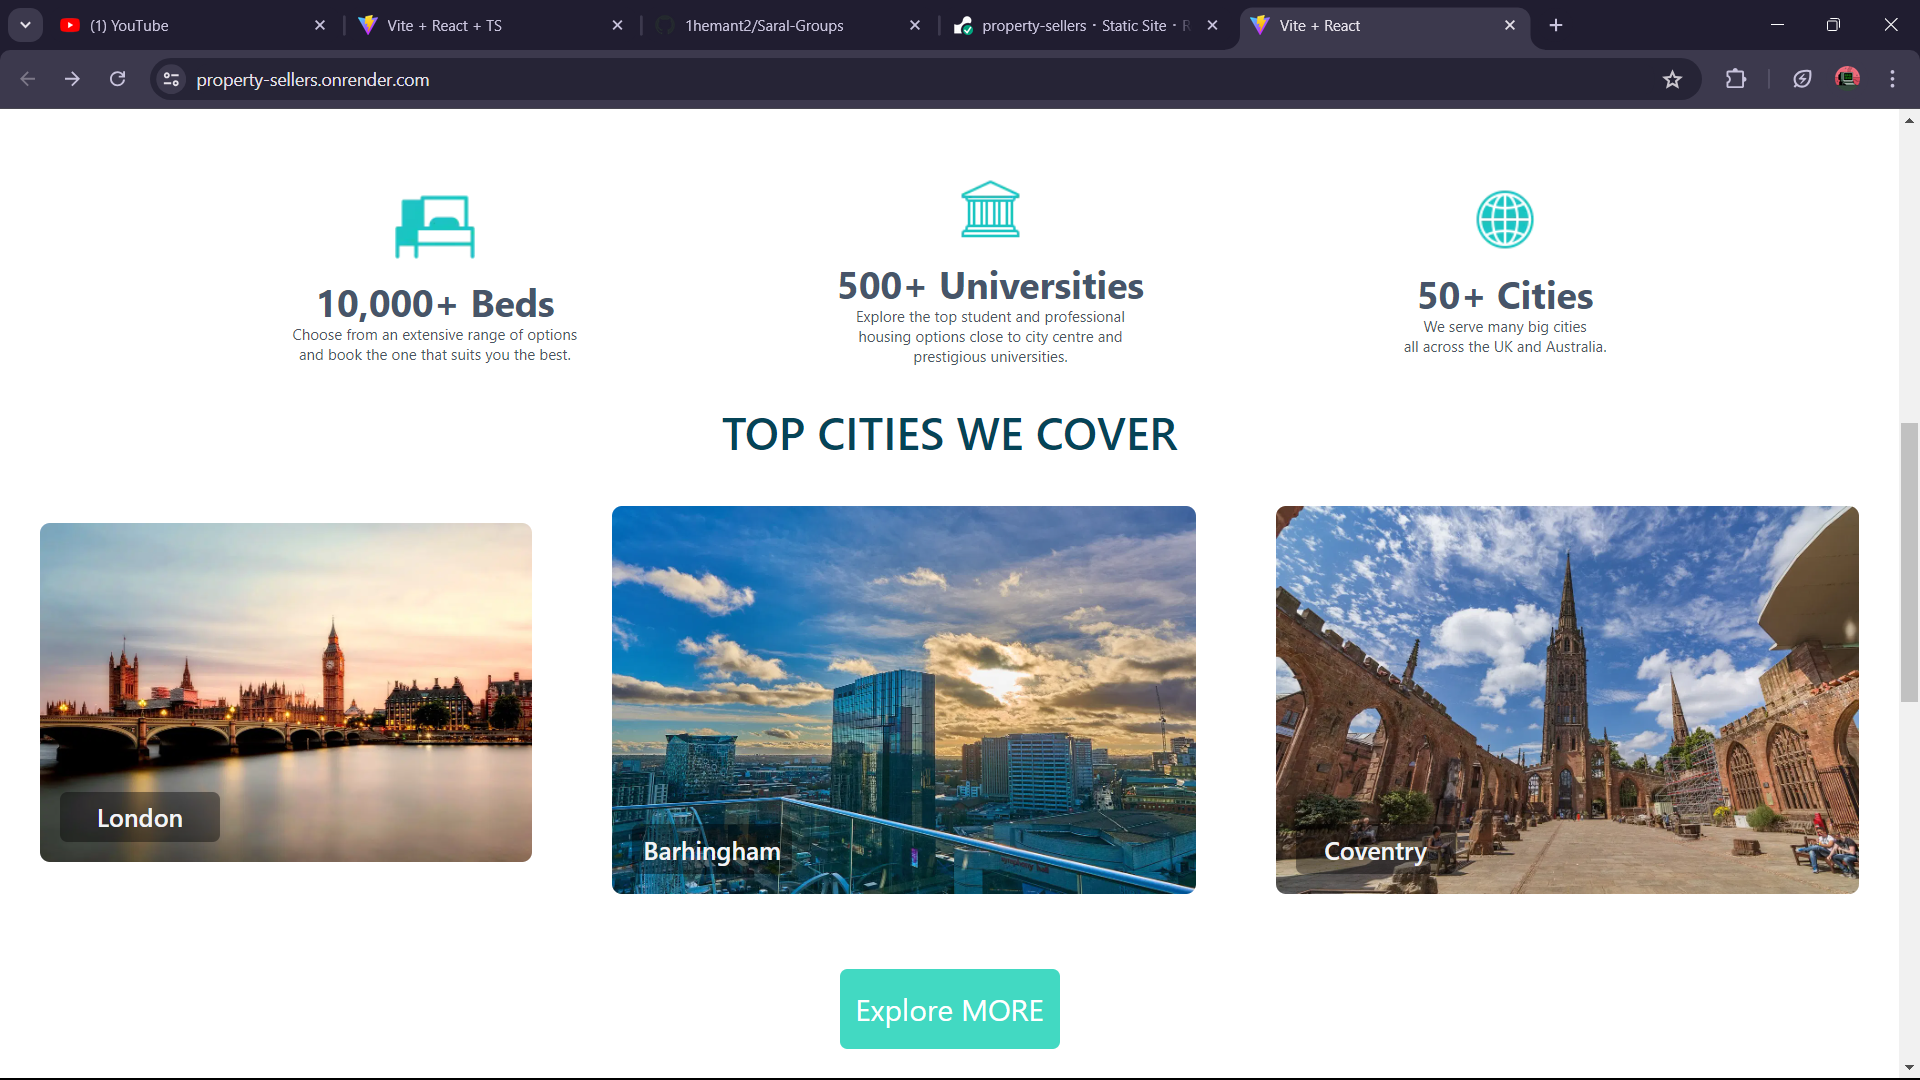 (1) YouTube
Vite + React + TS
1hemant2/Saral-Groups
property-sellers · Static Site · R
Vite + React
property-sellers.onrender.com
10,000+ Beds
Choose from an extensive range of options
and book the one that suits you the best.
500+ Universities
Explore the top student and professional
housing options close to city centre and
prestigious universities.
50+ Cities
We serve many big cities
all across the UK and Australia.
TOP CITIES WE COVER
London
Barhingham
Coventry
Explore MORE